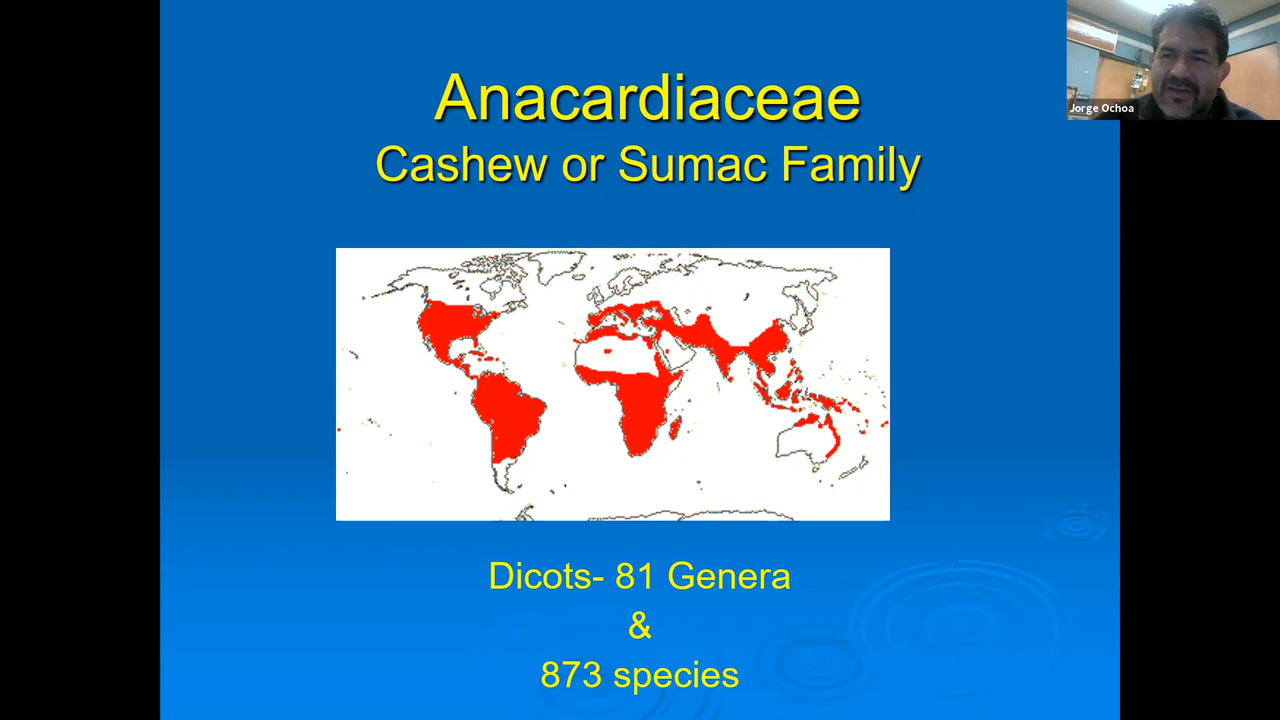 Anacardiaceae
Cashew or Sumac Family
Jorge Ochoa
Dicots- 81 Genera
&
873 species